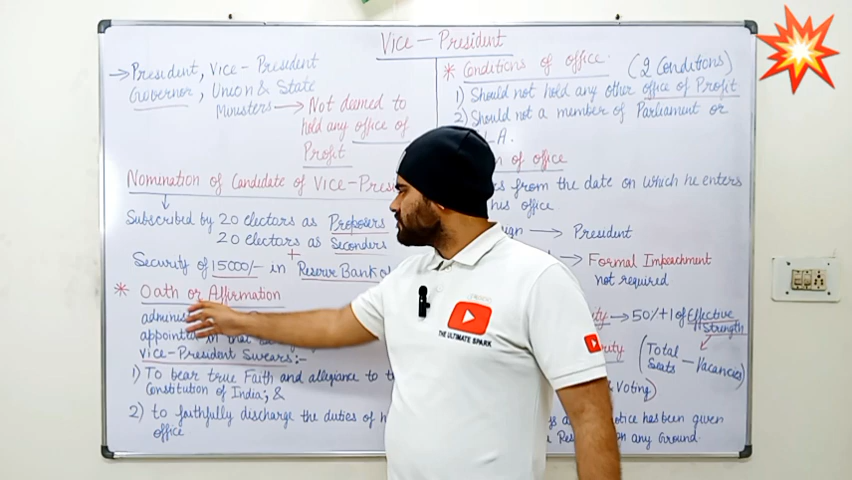 Vice - President
→ President, Vice - President
Governor, Union & State
Ministers → Not deemed to
hold any office of
Profit
Nomination of Candidate of Vice-Pres
Subscribed by 20 electors as Proposers
+
20 electors as Seconders
Security of 15000/- in Reserve Bank
* Oath or Affirmation
Vice-President Swears:-
1) To bear true Faith and allegiance to
Constitution of India; &
2) to faithfully discharge the duties of
office
* Conditions of office (2 Conditions)
1) Should not hold any other office of Profit
2) Should not a member of Parliament or
L.A.
of office
from the date on which he enters
his office
→ President
→ Formal Impeachment
not required
→ 50%+1 of Effective
Strength
(Total Seats - Vacancies)
& Voting)
notice has been given
on any Ground.
THE ULTIMATE SPARK